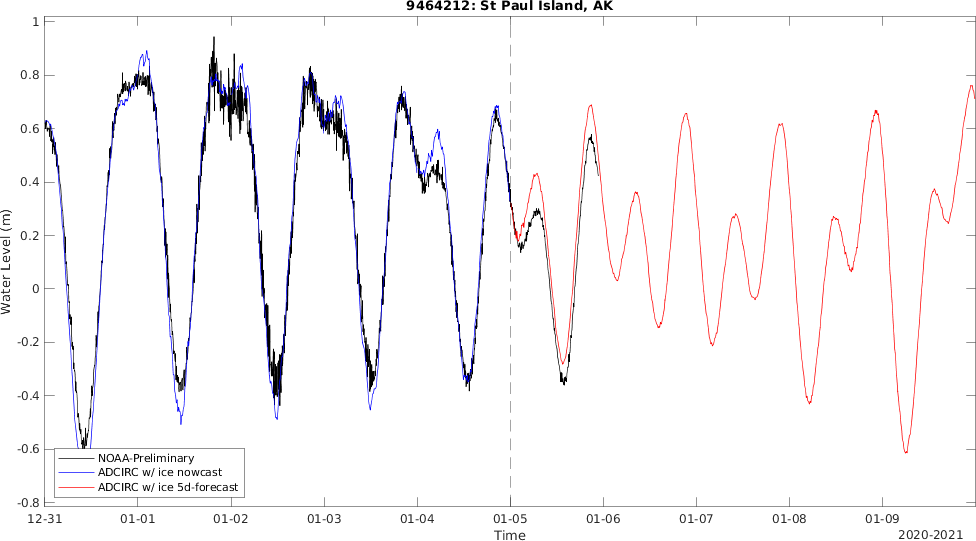 9464212: St Paul Island, AK
1
0.8
0.6
0.4
0.2
0
-0.2
-0.4
-0.6
-0.8
Water Level (m)
NOAA-Preliminary
ADCIRC w/ ice nowcast
ADCIRC w/ ice 5d-forecast
12-31 01-01 01-02 01-03 01-04 01-05 01-06 01-07 01-08 01-09
Time
2020-2021